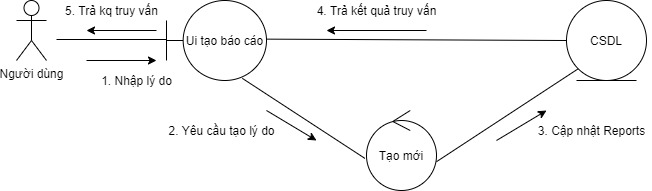 5. Trả kq truy vấn
4. Trả kết quả truy vấn
Ui tạo báo cáo
CSDL
Người dùng
1. Nhập lý do
2. Yêu cầu tạo lý do
3. Cập nhật Reports
Tạo mới